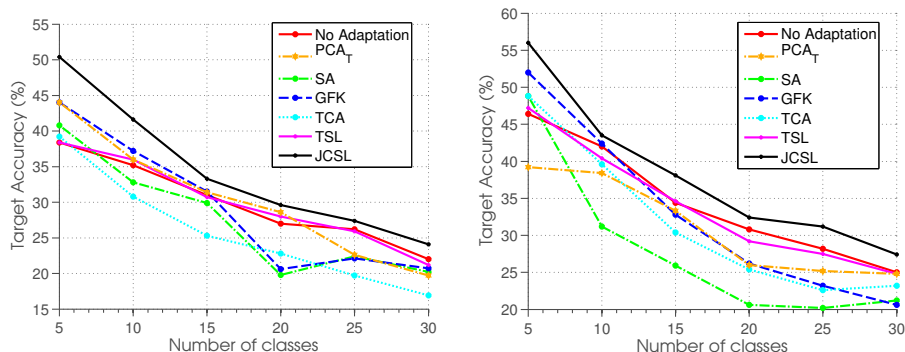 55
50
45
40
35
30
25
20
15
5
10
15
20
25
30
Target Accuracy (%)
Number of classes
No Adaptation
PCA_T
SA
GFK
TCA
TSL
JCSL
60
55
50
45
40
35
30
25
20
5
10
15
20
25
30
Target Accuracy (%)
Number of classes
No Adaptation
PCA_T
SA
GFK
TCA
TSL
JCSL